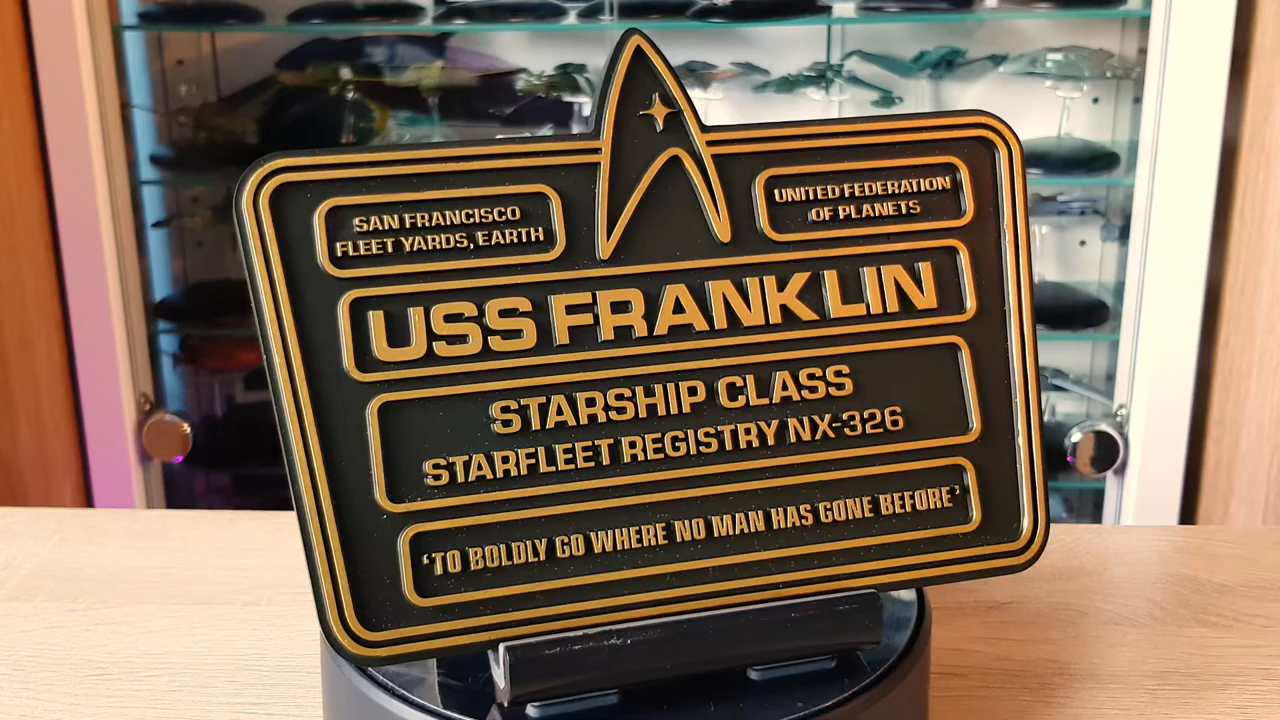 SAN FRANCISCO
FLEET YARDS, EARTH
UNITED FEDERATION
OF PLANETS
USS FRANKLIN
STARSHIP CLASS
STARFLEET REGISTRY NX-326
‘TO BOLDLY GO WHERE NO MAN HAS GONE BEFORE’